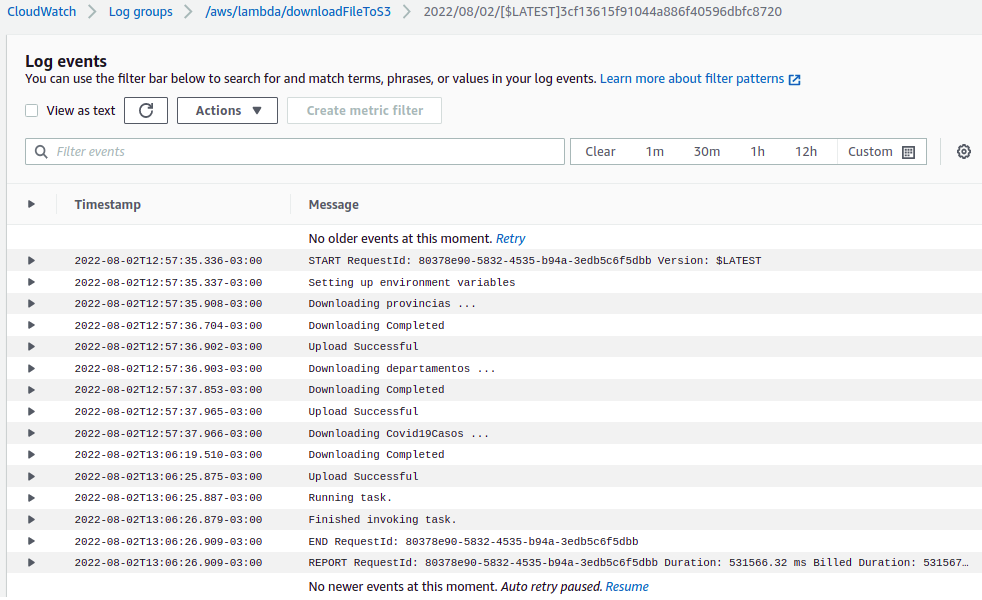 CloudWatch > Log groups > /aws/lambda/downloadFileToS3 > 2022/08/02/[$LATEST]3cf13615f91044a886f40596dbfc8720
Log events
You can use the filter bar below to search for and match terms, phrases, or values in your log events. Learn more about filter patterns
View as text Actions Create metric filter
Filter events Clear 1m 30m 1h 12h Custom
Timestamp Message
No older events at this moment. Retry
2022-08-02T12:57:35.336-03:00 START RequestId: 80378e90-5832-4535-b94a-3edb5c6f5dbb Version: $LATEST
2022-08-02T12:57:35.337-03:00 Setting up environment variables
2022-08-02T12:57:35.908-03:00 Downloading provincias ...
2022-08-02T12:57:36.704-03:00 Downloading Completed
2022-08-02T12:57:36.902-03:00 Upload Successful
2022-08-02T12:57:36.903-03:00 Downloading departamentos ...
2022-08-02T12:57:37.853-03:00 Downloading Completed
2022-08-02T12:57:37.965-03:00 Upload Successful
2022-08-02T12:57:37.966-03:00 Downloading Covid19Casos ...
2022-08-02T13:06:19.510-03:00 Downloading Completed
2022-08-02T13:06:25.875-03:00 Upload Successful
2022-08-02T13:06:25.887-03:00 Running task.
2022-08-02T13:06:26.879-03:00 Finished invoking task.
2022-08-02T13:06:26.909-03:00 END RequestId: 80378e90-5832-4535-b94a-3edb5c6f5dbb
2022-08-02T13:06:26.909-03:00 REPORT RequestId: 80378e90-5832-4535-b94a-3edb5c6f5dbb Duration: 531566.32 ms Billed Duration: 531567…
No newer events at this moment. Auto retry paused. Resume